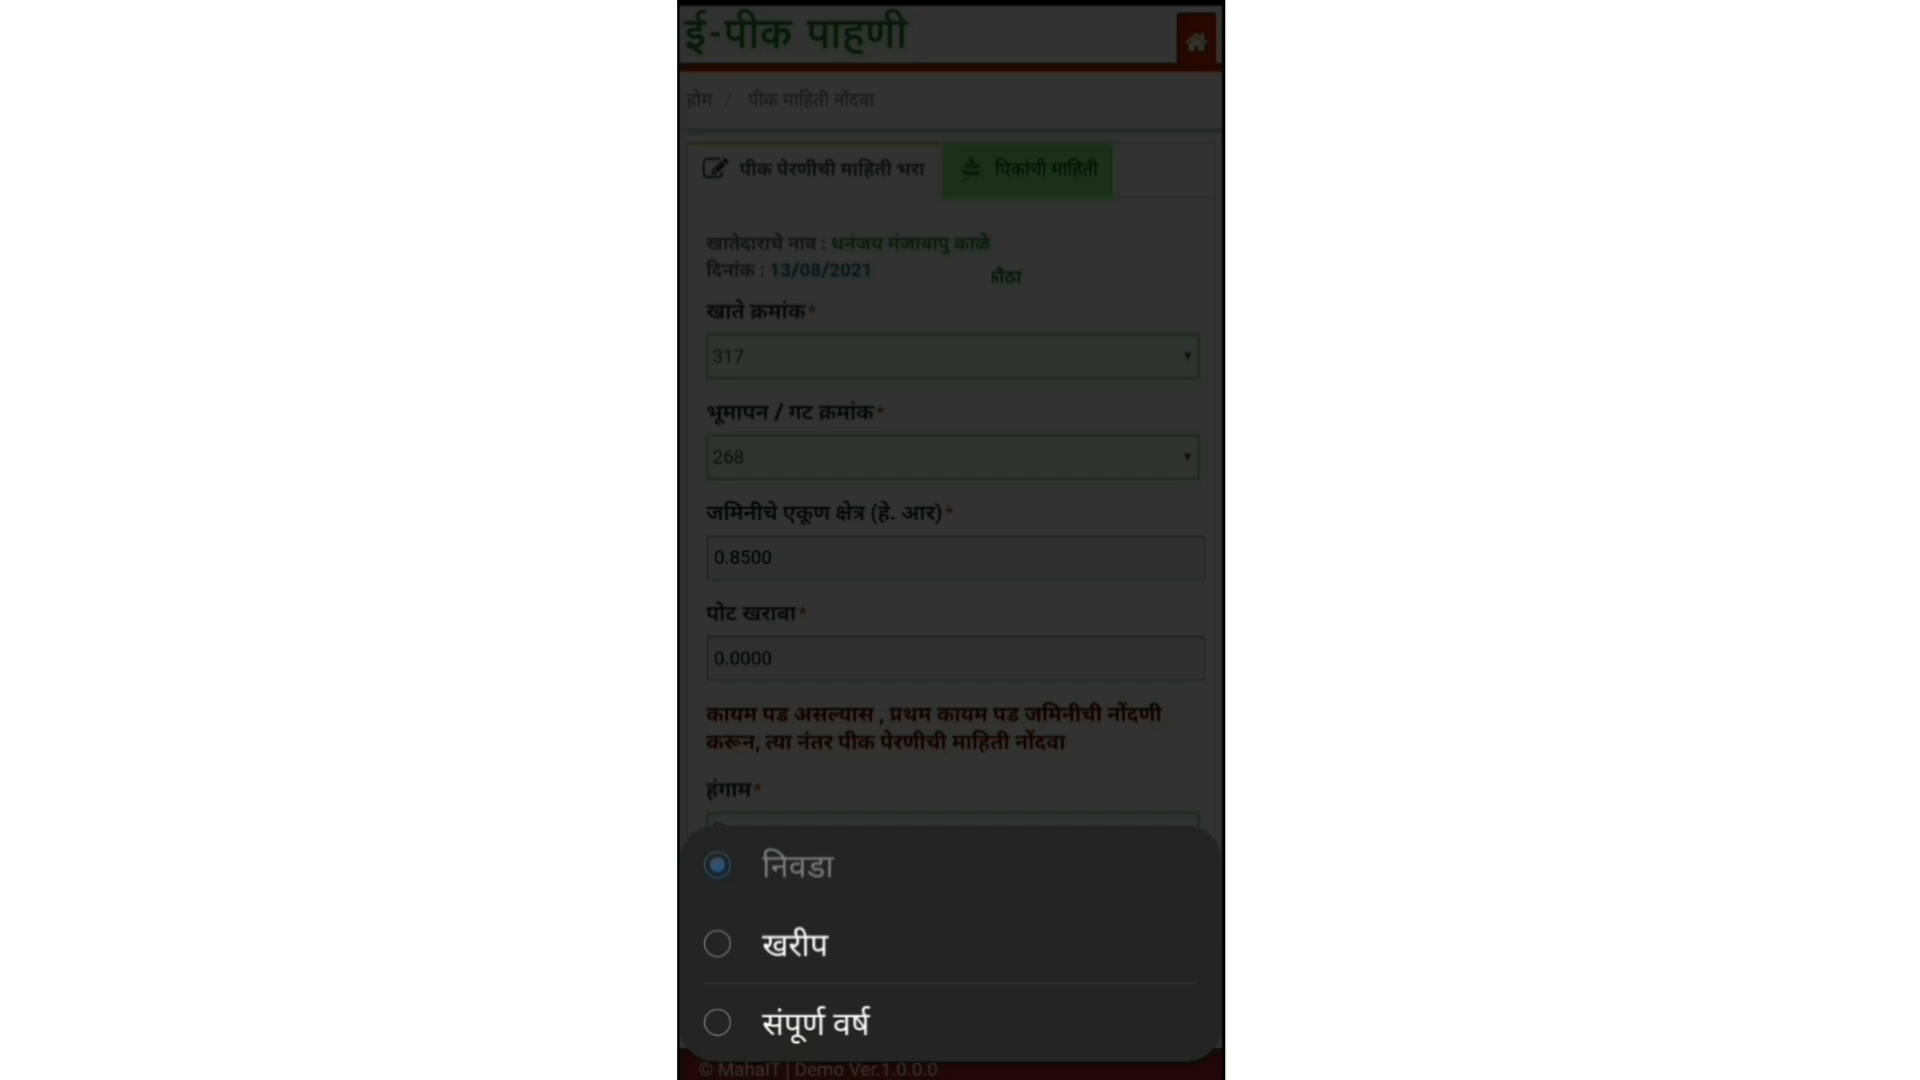 ई-पीक पाहणी
होम / पीक माहिती नोंदवा
पीक पेरणीची माहिती भरा
पिकांची माहिती
खातेदाराचे नाव : धनंजय मंजाबापु काळे
दिनांक : 13/08/2021
कौठा
खाते क्रमांक*
317
भूमापन / गट क्रमांक*
268
जमिनीचे एकूण क्षेत्र (हे. आर)*
0.8500
पोट खराबा*
0.0000
कायम पड असल्यास , प्रथम कायम पड जमिनीची नोंदणी
करून, त्या नंतर पीक पेरणीची माहिती नोंदवा
हंगाम*
निवडा
खरीप
संपूर्ण वर्ष
© MahaIT | Demo Ver.1.0.0.0